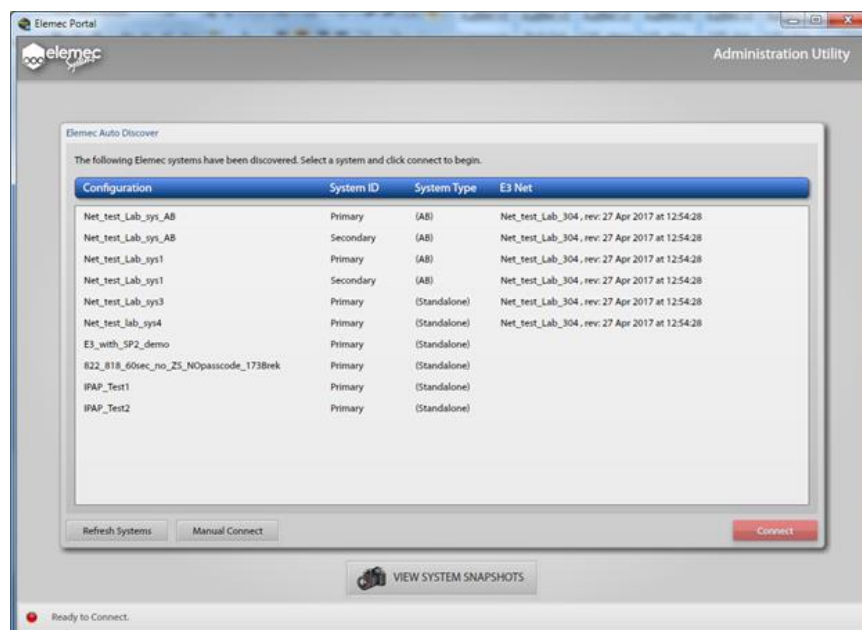 Elemec Portal
elemec
Systems
Administration Utility
Elemec Auto Discover
The following Elemec systems have been discovered. Select a system and click connect to begin.
Configuration System ID System Type E3 Net
Net_test_Lab_sys_AB Primary (AB) Net_test_Lab_304 , rev: 27 Apr 2017 at 12:54:28
Net_test_Lab_sys_AB Secondary (AB) Net_test_Lab_304 , rev: 27 Apr 2017 at 12:54:28
Net_test_Lab_sys1 Primary (AB) Net_test_Lab_304 , rev: 27 Apr 2017 at 12:54:28
Net_test_Lab_sys1 Secondary (AB) Net_test_Lab_304 , rev: 27 Apr 2017 at 12:54:28
Net_test_Lab_sys3 Primary (Standalone) Net_test_Lab_304 , rev: 27 Apr 2017 at 12:54:28
Net_test_lab_sys4 Primary (Standalone) Net_test_Lab_304 , rev: 27 Apr 2017 at 12:54:28
E3_with_SP2_demo Primary (Standalone)
822_818_60sec_no_ZS_NOpasscode_173Brek Primary (Standalone)
IPAP_Test1 Primary (Standalone)
IPAP_Test2 Primary (Standalone)
Refresh Systems Manual Connect Connect
VIEW SYSTEM SNAPSHOTS
Ready to Connect.